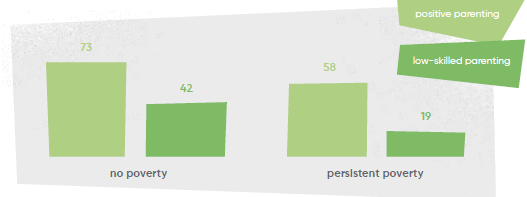 positive parenting
low-skilled parenting
73
42
58
19
no poverty
persistent poverty